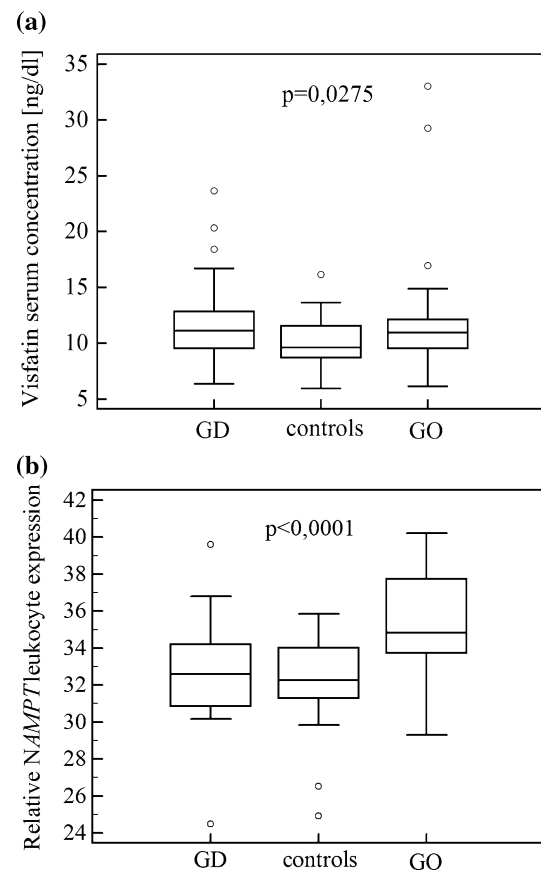 (a)
Visfatin serum concentration [ng/dl]
35
30
25
20
15
10
5
p=0,0275
GD
controls
GO
(b)
Relative NAMPT leukocyte expression
42
40
38
36
34
32
30
28
26
24
p<0,0001
GD
controls
GO